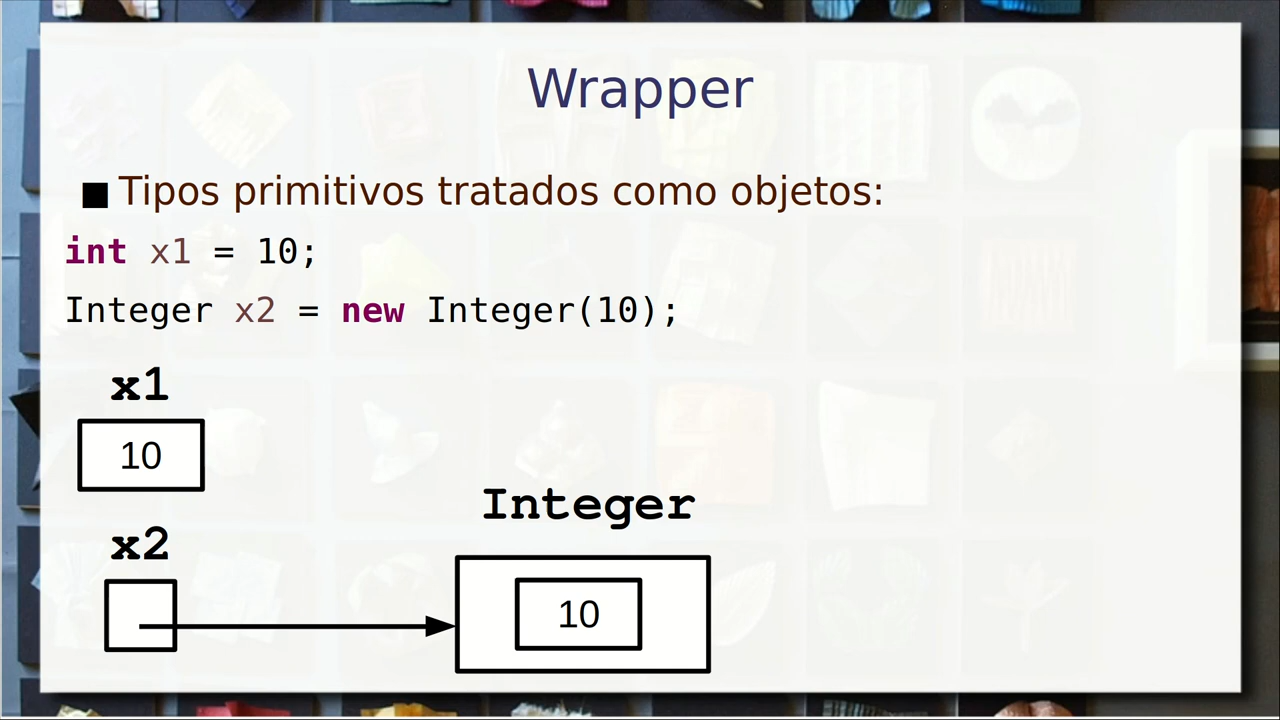 Wrapper
Tipos primitivos tratados como objetos:
int x1 = 10;
Integer x2 = new Integer(10);
x1
10
x2
Integer
10